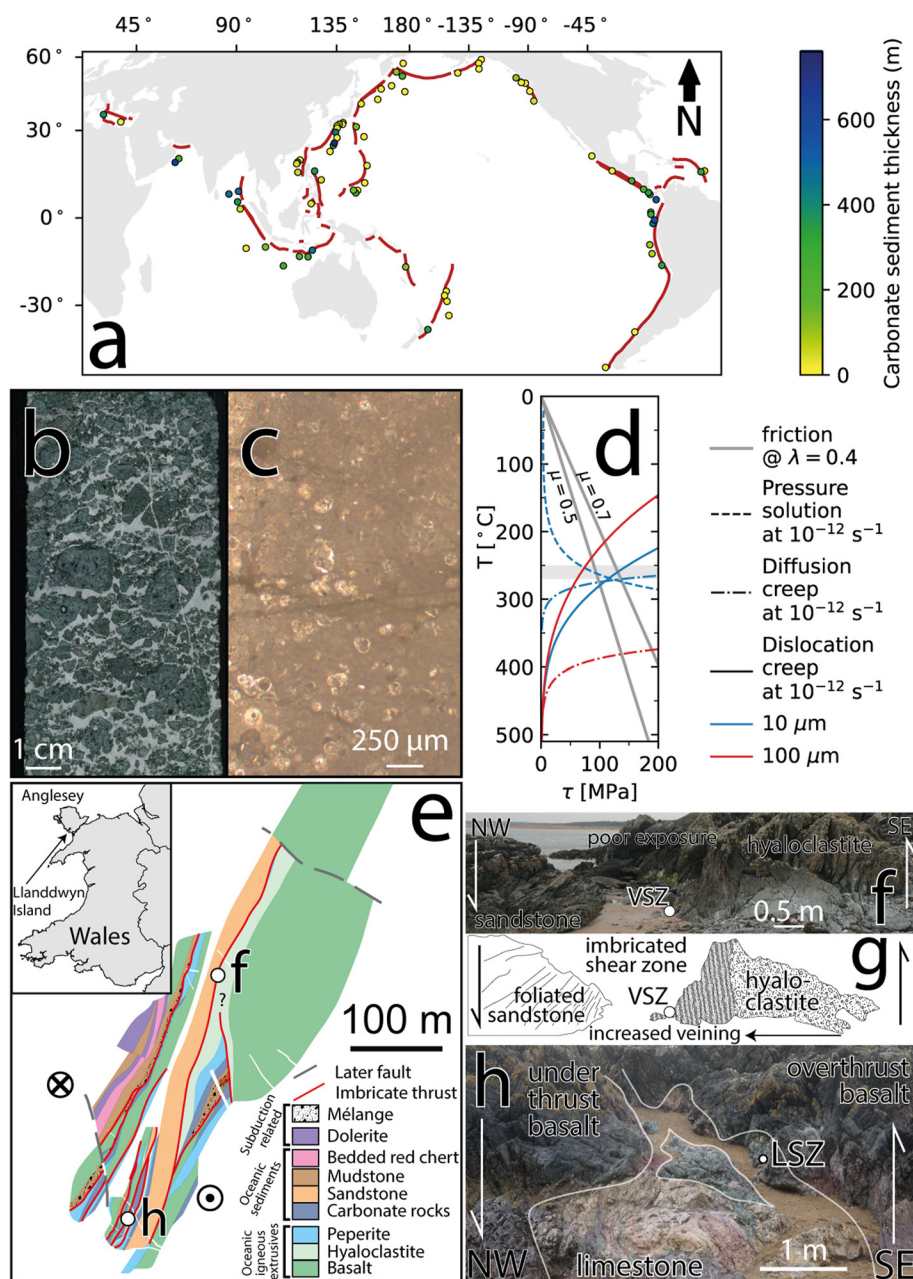 45° 90° 135° 180° -135° -90° -45°
60°
30°
0°
-30°
N
a
Carbonate sediment thickness (m)
600
400
200
0
b
1 cm
c
250 µm
d
0
100
200
300
400
500
T [°C]
μ=0.5
μ=0.7
0 100 200
τ [MPa]
friction
@ λ = 0.4
Pressure
solution
at 10⁻¹² s⁻¹
Diffusion
creep
at 10⁻¹² s⁻¹
Dislocation
creep
at 10⁻¹² s⁻¹
10 μm
100 μm
e
Anglesey
Llanddwyn
Island
Wales
f
?
h
100 m
Later fault
Imbricate thrust
Subduction
related
Mélange
Dolerite
Oceanic
sediments
Bedded red chert
Mudstone
Sandstone
Carbonate rocks
Oceanic
igneous
extrusives
Peperite
Hyaloclastite
Basalt
NW
SE
poor exposure
hyaloclastite
VSZ
sandstone
0.5 m
f
imbricated
shear zone
g
foliated
sandstone
VSZ
hyalo-
clastite
increased veining
h
under
thrust
basalt
overthrust
basalt
LSZ
NW
limestone
1 m
SE